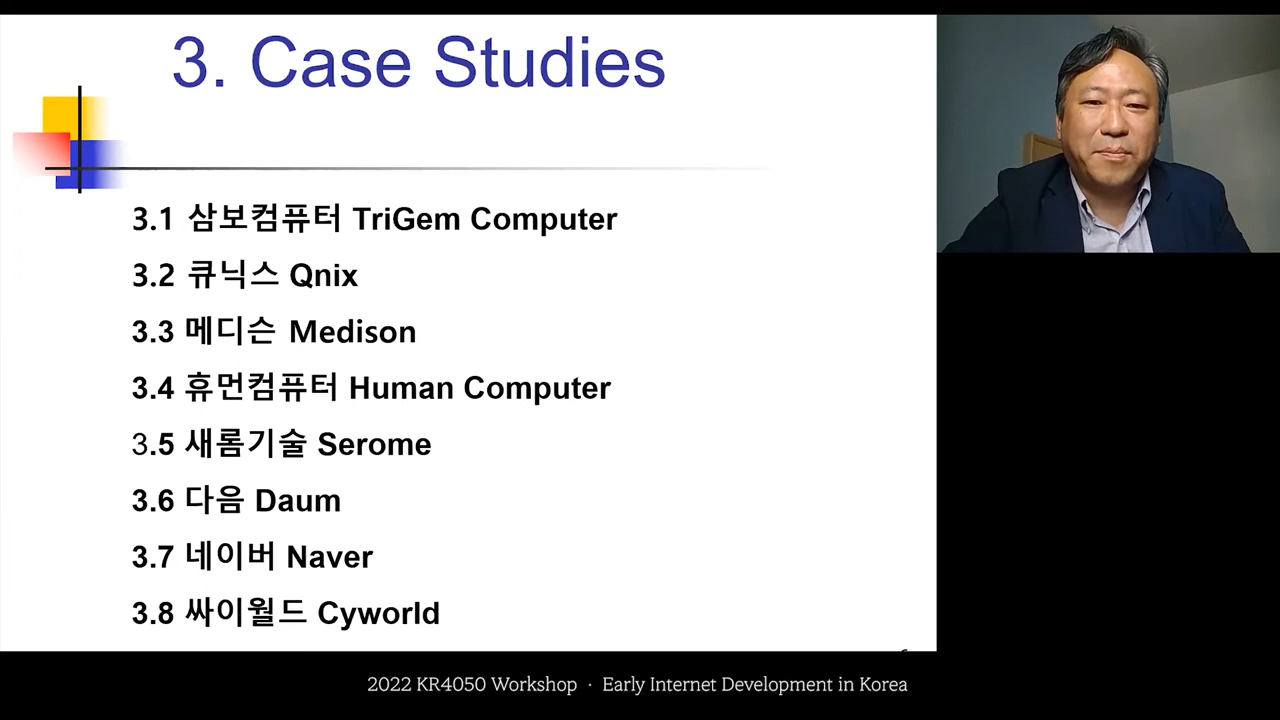 3. Case Studies
3.1 삼보컴퓨터 TriGem Computer
3.2 큐닉스 Qnix
3.3 메디슨 Medison
3.4 휴먼컴퓨터 Human Computer
3.5 새롬기술 Serome
3.6 다음 Daum
3.7 네이버 Naver
3.8 싸이월드 Cyworld
2022 KR4050 Workshop · Early Internet Development in Korea